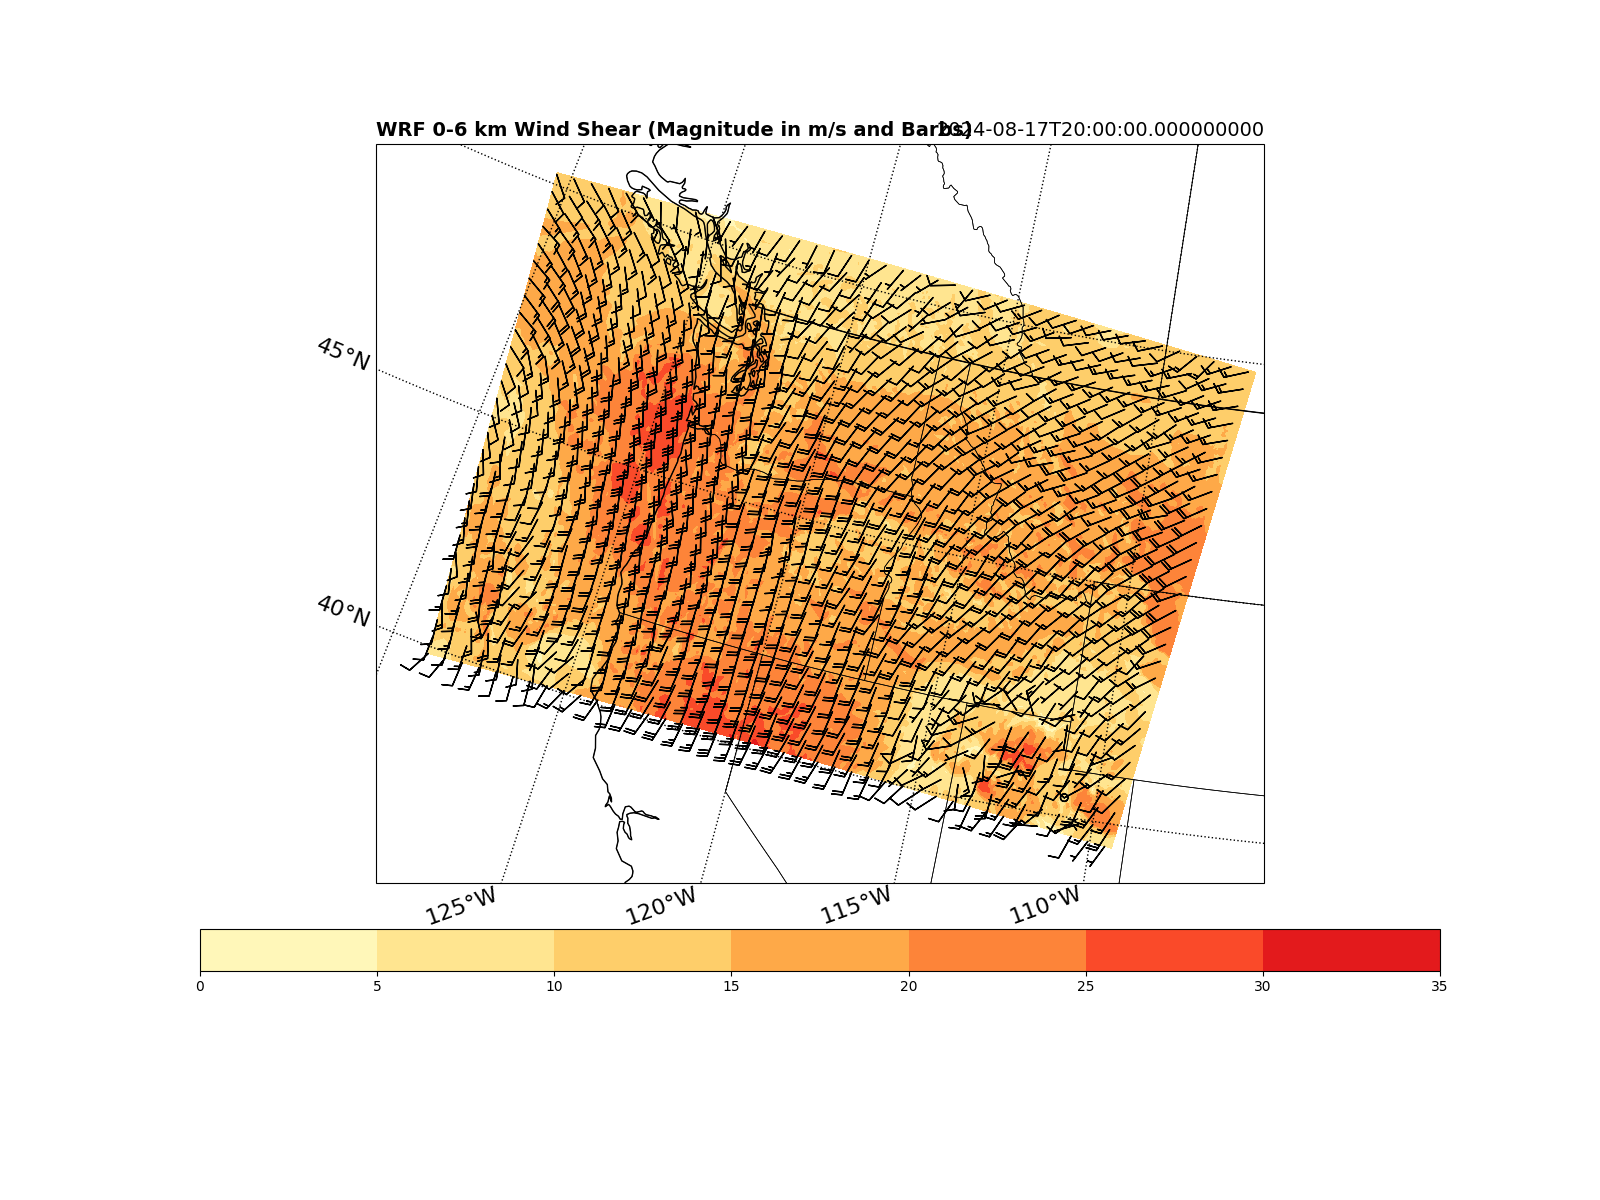 WRF 0-6 km Wind Shear (Magnitude in m/s and Barbs)
2024-08-17T20:00:00.000000000
45°N
40°N
125°W 120°W 115°W 110°W
0 5 10 15 20 25 30 35